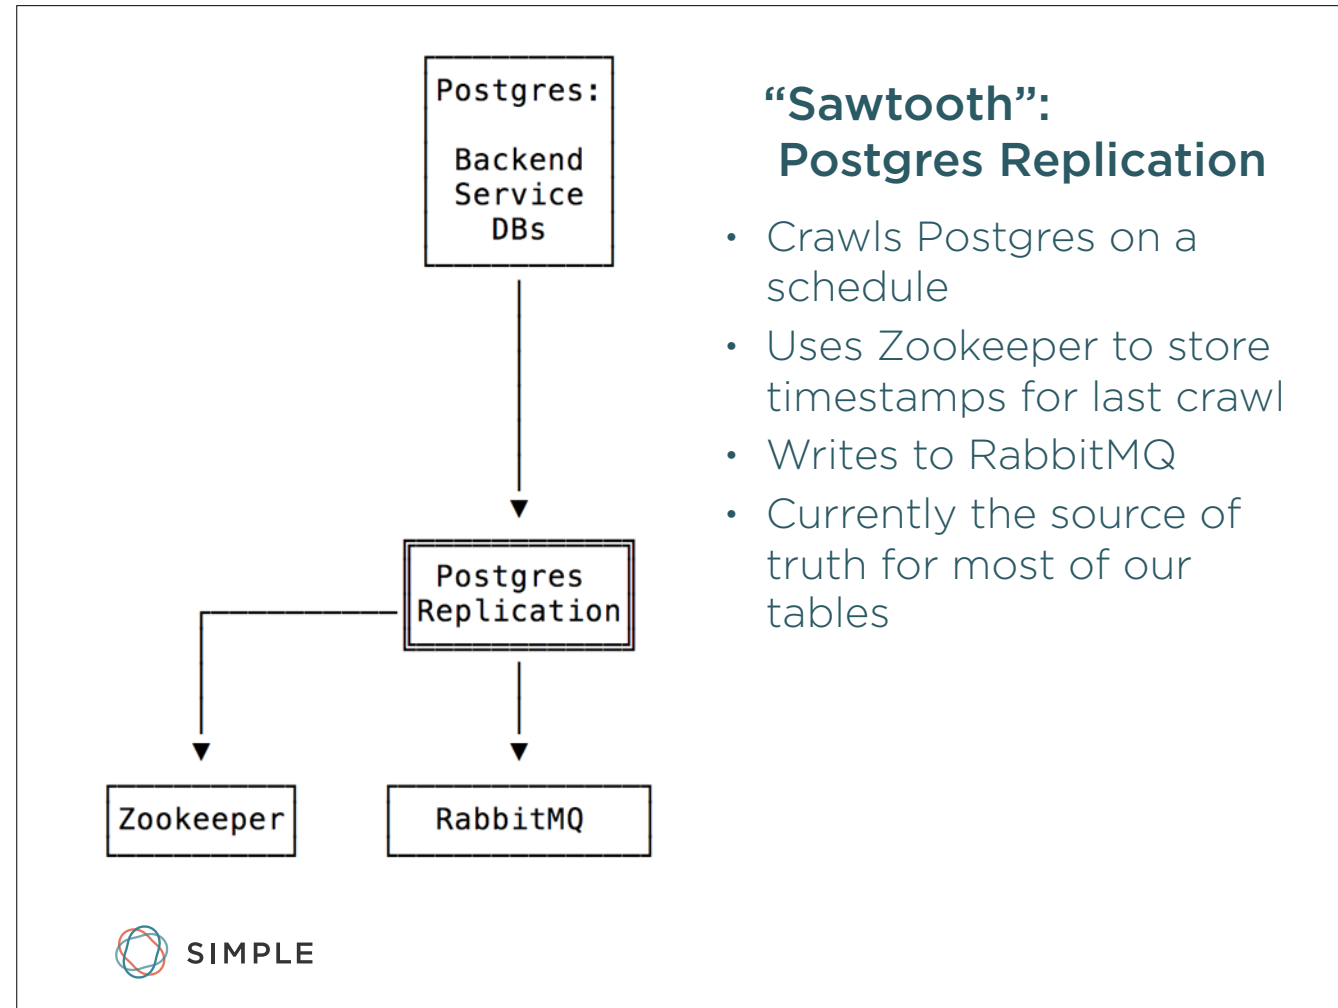 Postgres:
Backend
Service
DBs
Postgres
Replication
Zookeeper
RabbitMQ
“Sawtooth”:
Postgres Replication
• Crawls Postgres on a
schedule
• Uses Zookeeper to store
timestamps for last crawl
• Writes to RabbitMQ
• Currently the source of
truth for most of our
tables
SIMPLE